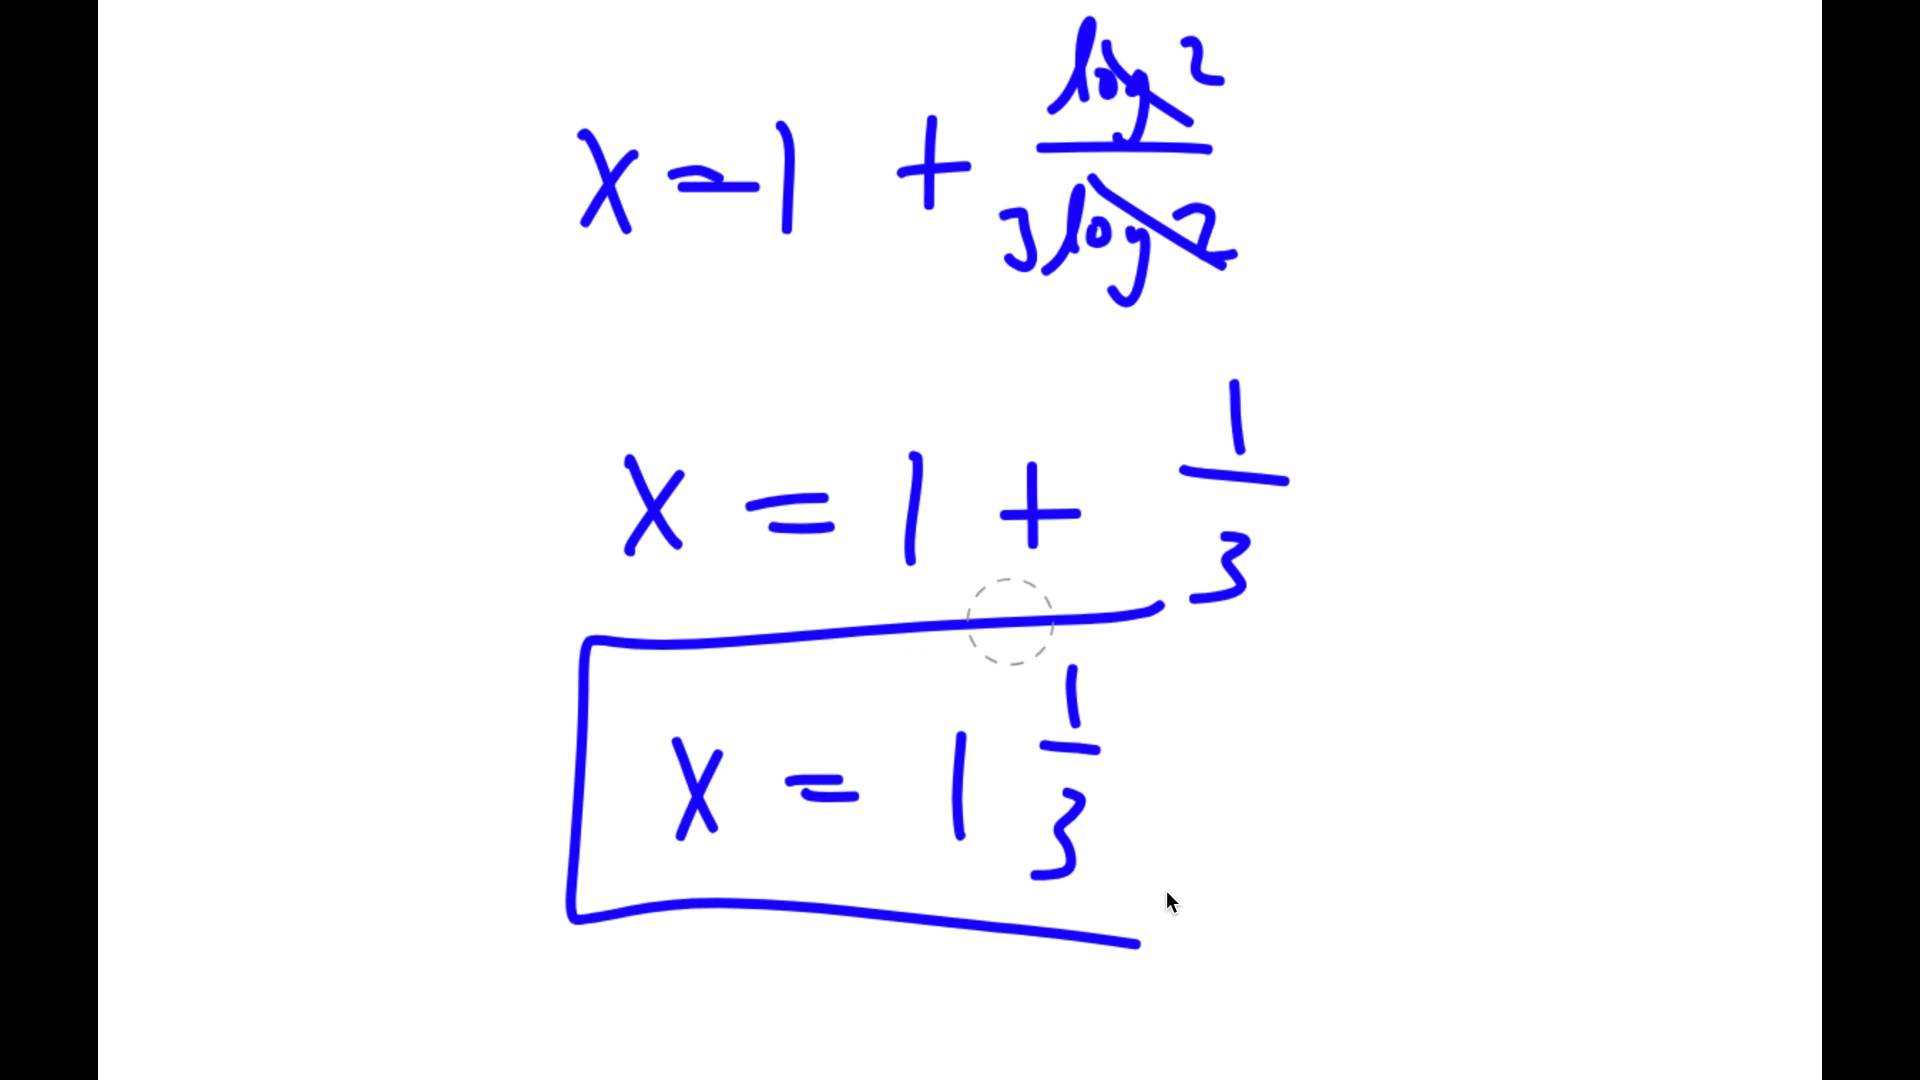 x = 1 + log 2 / 3 log 2
x = 1 + 1/3
x = 1 1/3